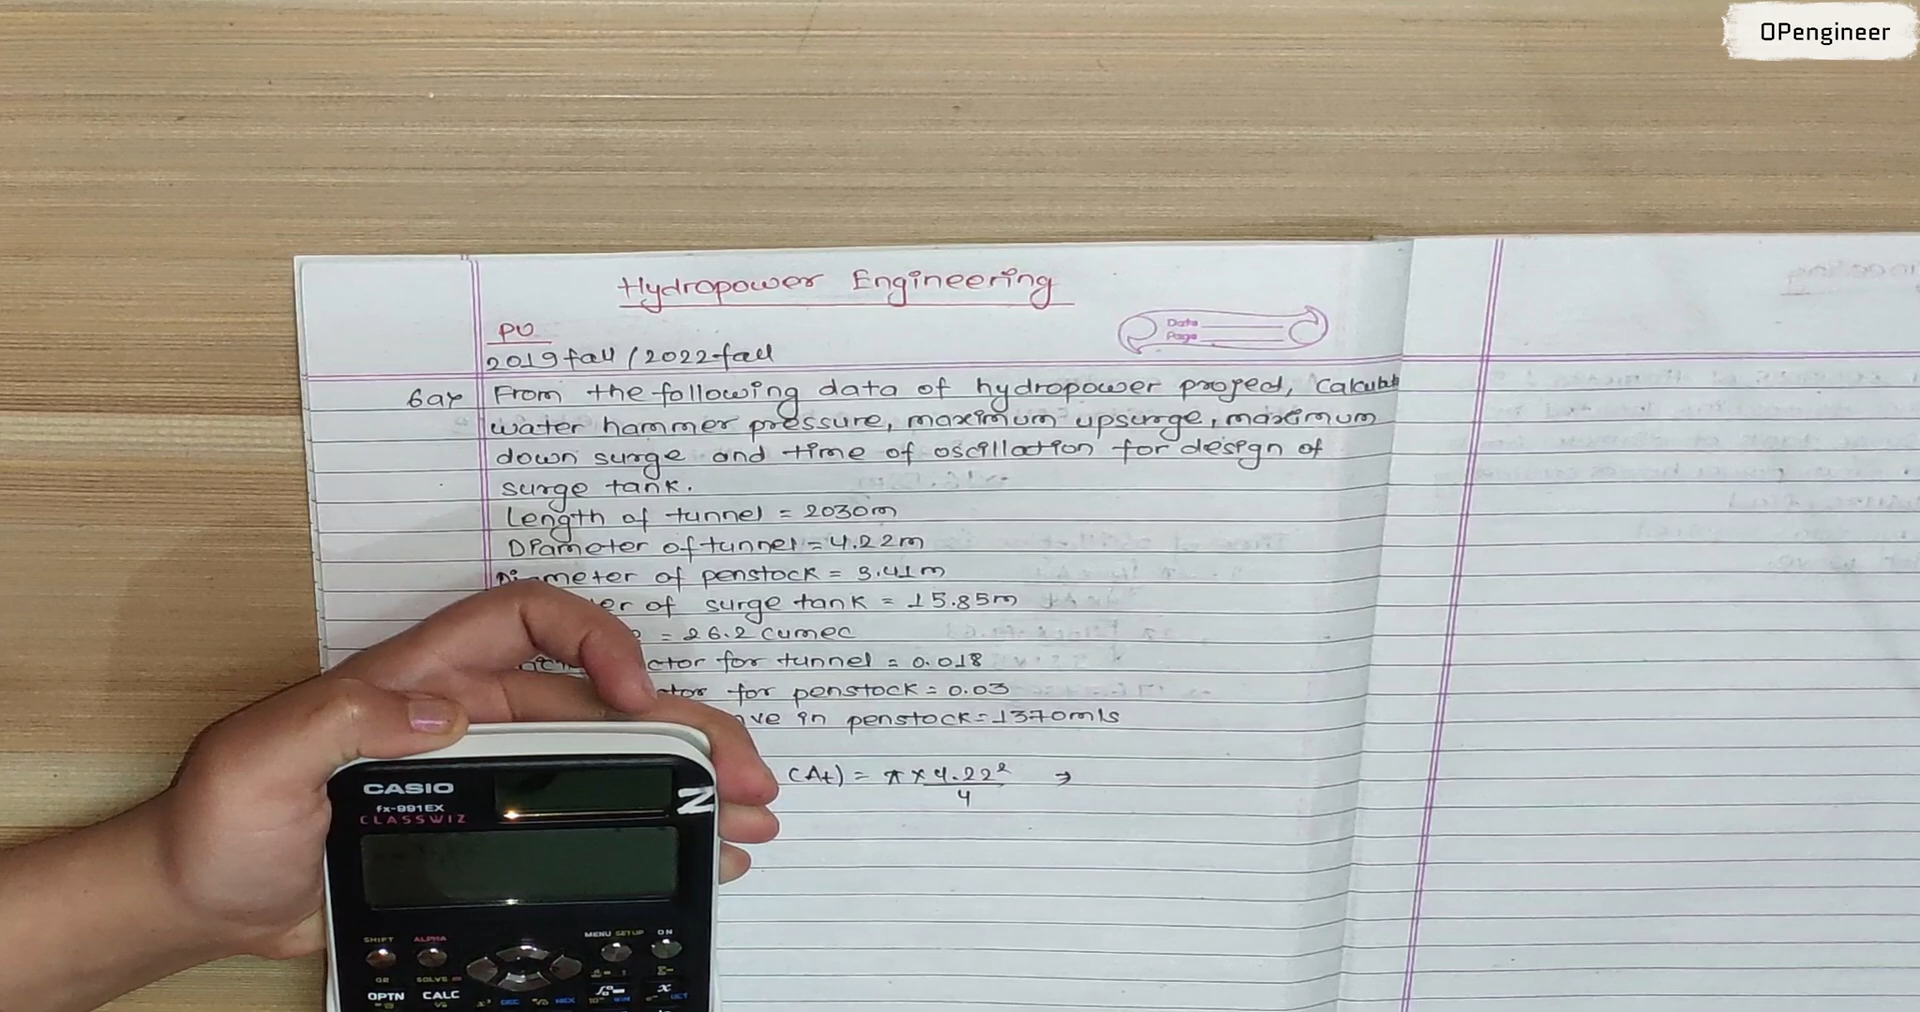 OPengineer
Hydropower Engineering
PU
Date
Page
2019 fall / 2022 fall
6a) From the following data of hydropower project, Calculate
water hammer pressure, maximum upsurge, maximum
down surge and time of oscillation for design of
surge tank.
Length of tunnel = 2030m
Diameter of tunnel = 4.22m
Diameter of penstock = 3.41m
er of surge tank = 15.85m
= 26.2 cumec
ctor for tunnel = 0.018
tor for penstock = 0.03
ve in penstock = 1370m/s
(At) = π × 4.22² →
4
CASIO
fx-991EX
CLASSWIZ
N
SHIFT ALPHA MENU SETUP ON
SOLVE
OPTN CALC x